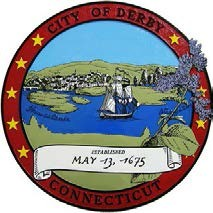 CITY OF DERBY
ESTABLISHED
MAY -13, -1675
CONNECTICUT